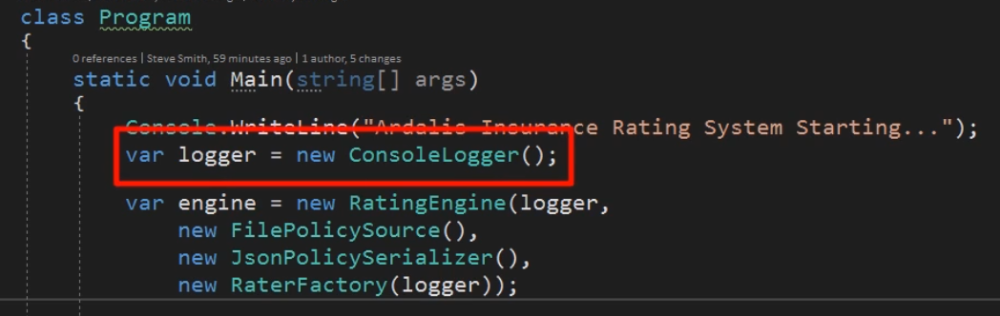 class Program
{
0 references | Steve Smith, 59 minutes ago | 1 author, 5 changes
static void Main(string[] args)
{
Console.WriteLine("Ardalis Insurance Rating System Starting...");
var logger = new ConsoleLogger();
var engine = new RatingEngine(logger,
new FilePolicySource(),
new JsonPolicySerializer(),
new RaterFactory(logger));